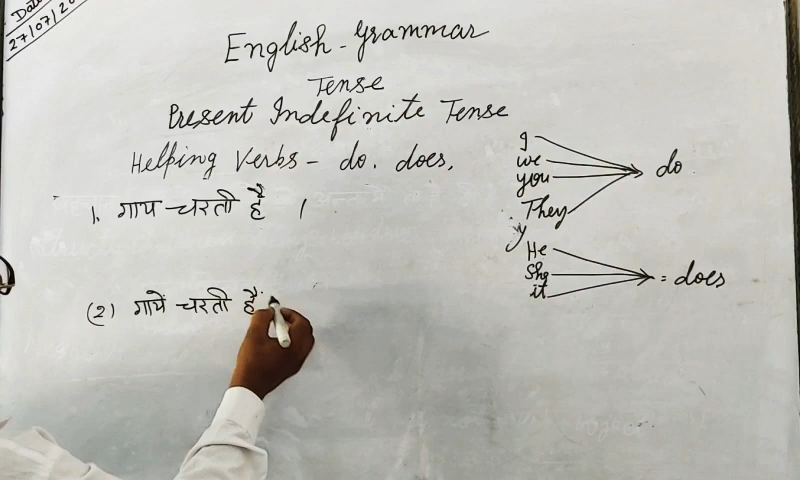 27/07/20
English-Grammar
Tense
Present Indefinite Tense
Helping Verbs - do. does.
1. गाय चरती है ।
(2) गायें चरती हैं
I
we
you
They
do
He
She
it
= does